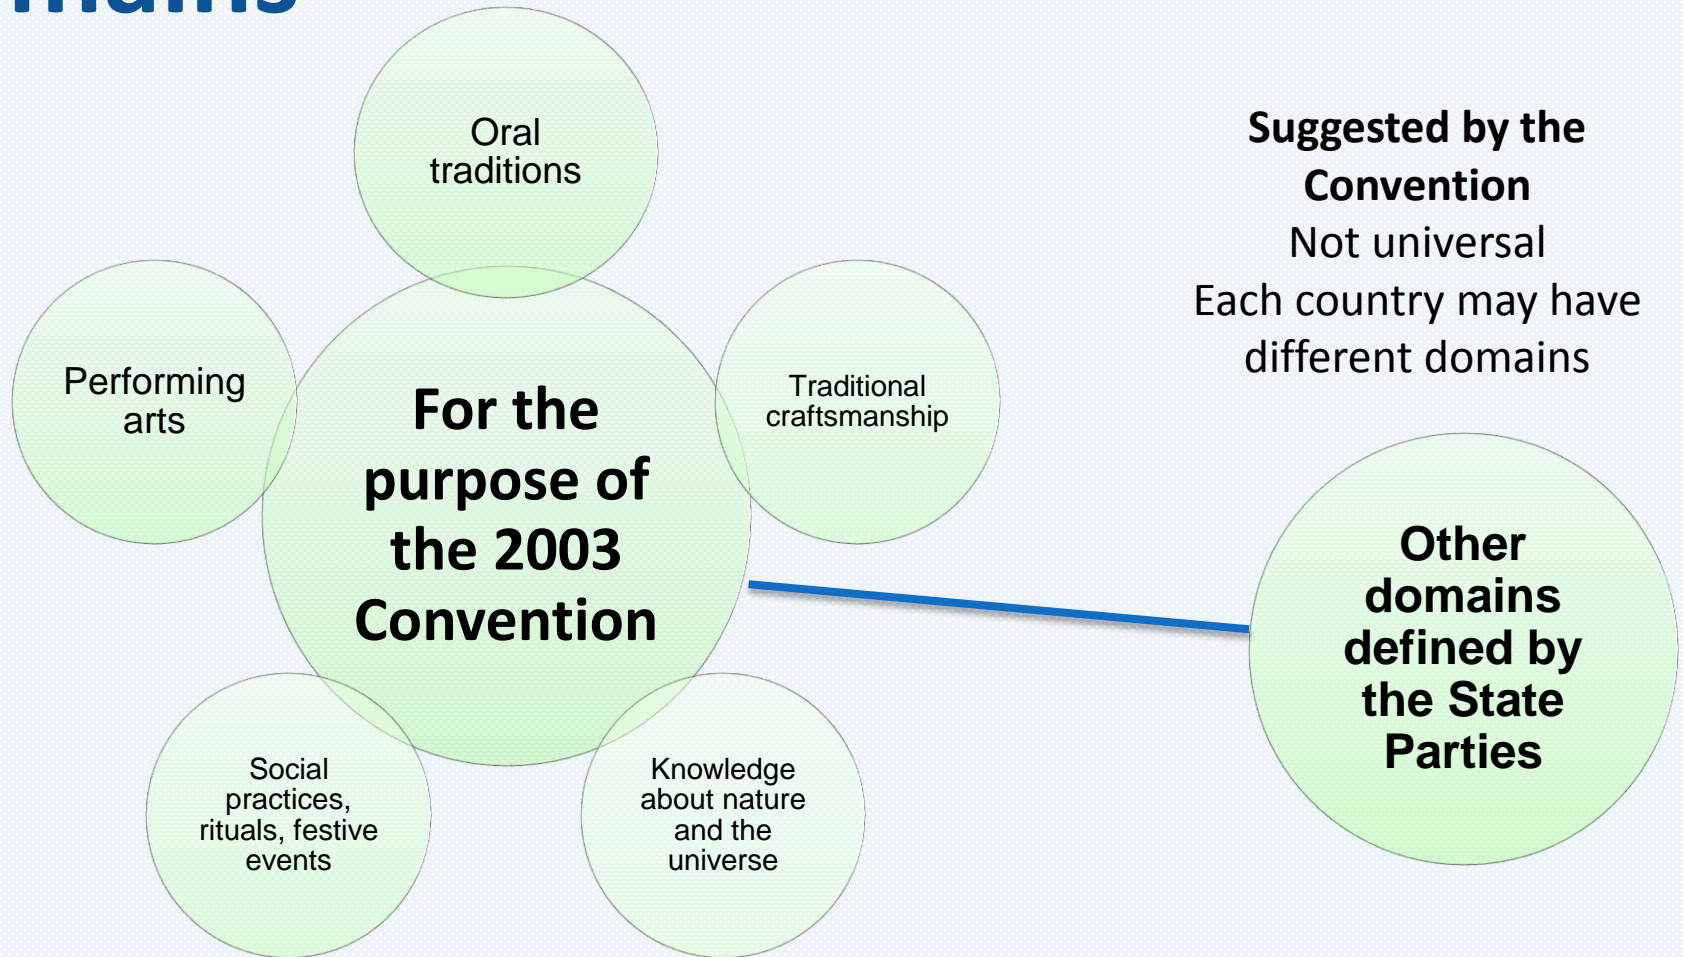 Oral
traditions
Suggested by the
Convention
Not universal
Each country may have
different domains
Performing
arts
For the
purpose of
the 2003
Convention
Traditional
craftsmanship
Other
domains
defined by
the State
Parties
Social
practices,
rituals, festive
events
Knowledge
about nature
and the
universe